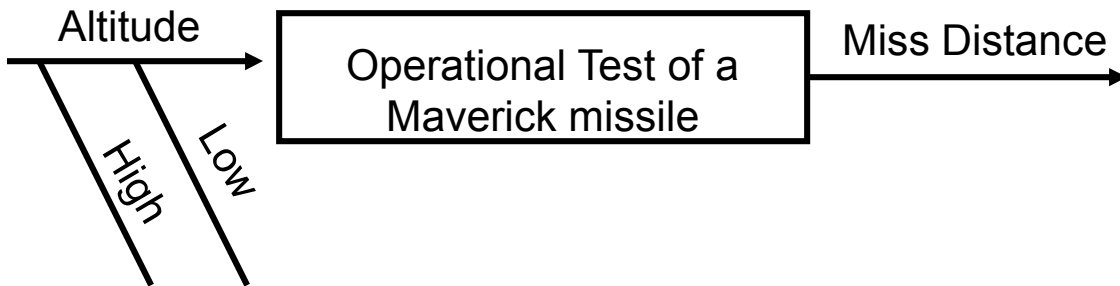 Altitude
Operational Test of a
Maverick missile
Miss Distance
High
Low